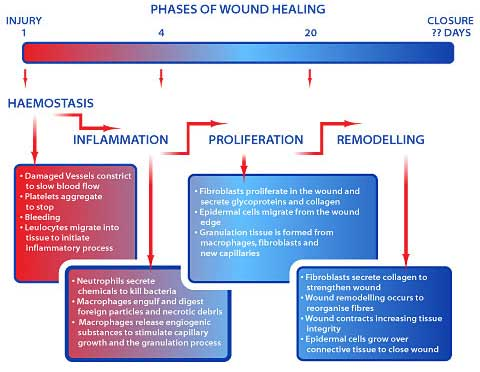 PHASES OF WOUND HEALING
INJURY
1
4
20
CLOSURE
?? DAYS
HAEMOSTASIS
INFLAMMATION
PROLIFERATION
REMODELLING
• Damaged Vessels constrict
to slow blood flow
• Platelets aggregate
to stop
• Bleeding
• Leulocytes migrate into
tissue to initiate
inflammatory process
• Neutrophils secrete
chemicals to kill bacteria
• Macrophages engulf and digest
foreign particles and necrotic debris
• Macrophages release engiogenic
substances to stimulate capillary
growth and the granulation process
• Fibroblasts proliferate in the wound and
secrete glycoproteins and collagen
• Epidermal cells migrate from the wound
edge
• Granulation tissue is formed from
macrophages, fibroblasts and
new capillaries
• Fibroblasts secrete collagen to
strengthen wound
• Wound remodelling occurs to
reorganise fibres
• Wound contracts increasing tissue
integrity
• Epidermal cells grow over
connective tissue to close wound